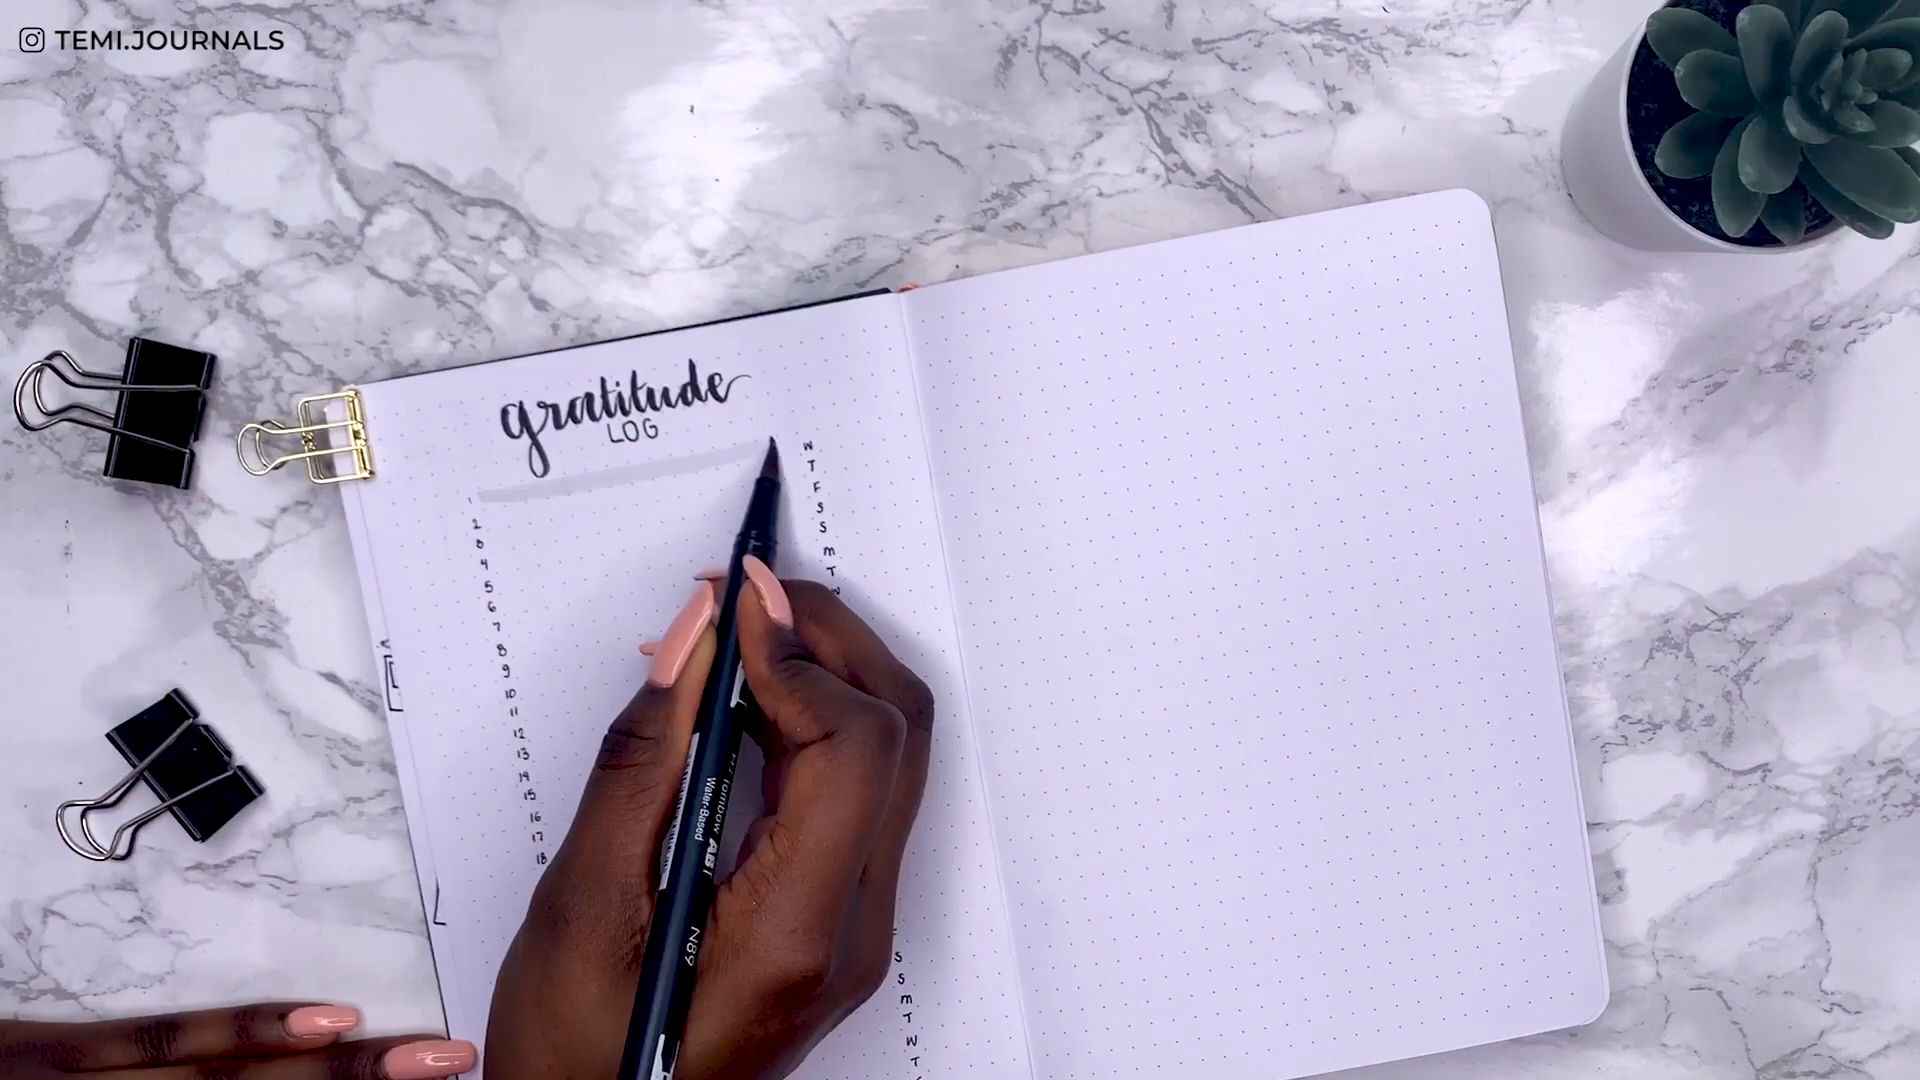 TEMI.JOURNALS
gratitude
LOG
1
2
3
4
5
6
7
8
9
10
11
12
13
14
15
16
17
18
W
T
F
S
S
M
T
W
S
S
M
T
W
T
Tombow ABT
Water-Based
N89